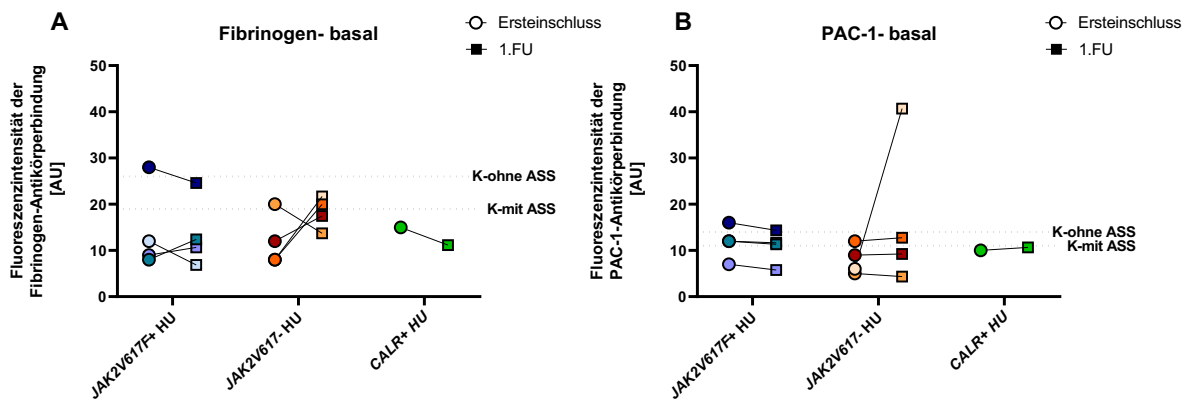 A
Fibrinogen- basal
Ersteinschluss
1.FU
Fluoreszenzintensität der
Fibrinogen-Antikörperbindung
[AU]
50
40
30
20
10
0
K-ohne ASS
K-mit ASS
JAK2V617F+ HU
JAK2V617- HU
CALR+ HU
B
PAC-1- basal
Ersteinschluss
1.FU
Fluoreszenzintensität der
PAC-1-Antikörperbindung
[AU]
50
40
30
20
10
0
K-ohne ASS
K-mit ASS
JAK2V617F+ HU
JAK2V617- HU
CALR+ HU